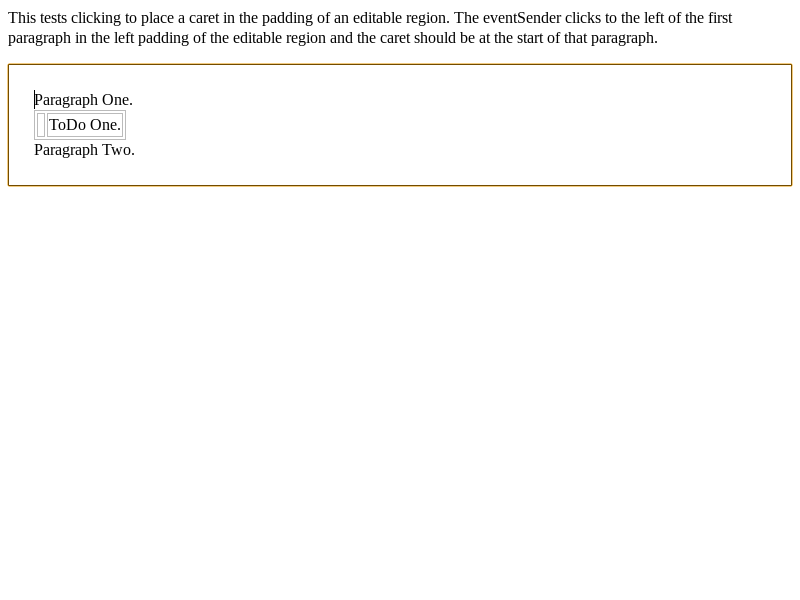 This tests clicking to place a caret in the padding of an editable region. The eventSender clicks to the left of the first
paragraph in the left padding of the editable region and the caret should be at the start of that paragraph.
Paragraph One.
ToDo One.
Paragraph Two.